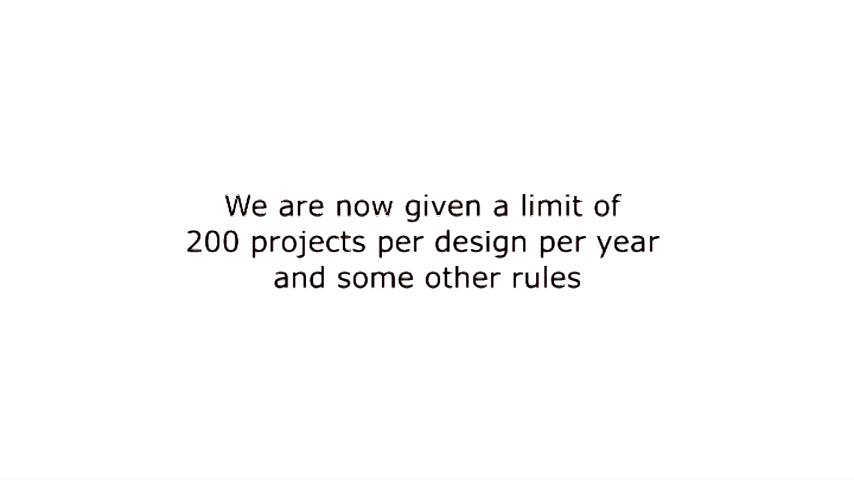 We are now given a limit of
200 projects per design per year
and some other rules